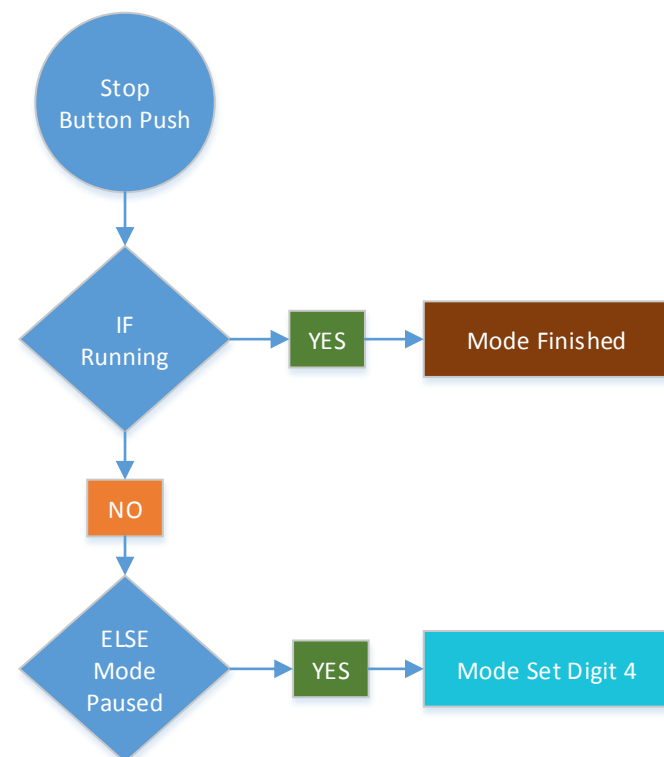 Stop
Button Push
IF
Running
YES
Mode Finished
NO
ELSE
Mode
Paused
YES
Mode Set Digit 4